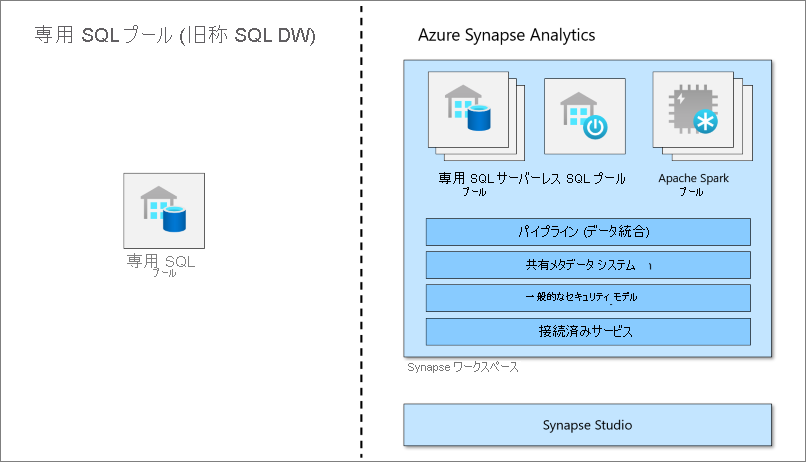 専用 SQL プール (旧称 SQL DW)
専用 SQL
プール
Azure Synapse Analytics
専用 SQL サーバーレス SQL プール
プール
Apache Spark
プール
パイプライン (データ統合)
共有メタデータ システム
一般的なセキュリティ モデル
接続済みサービス
Synapse ワークスペース
Synapse Studio